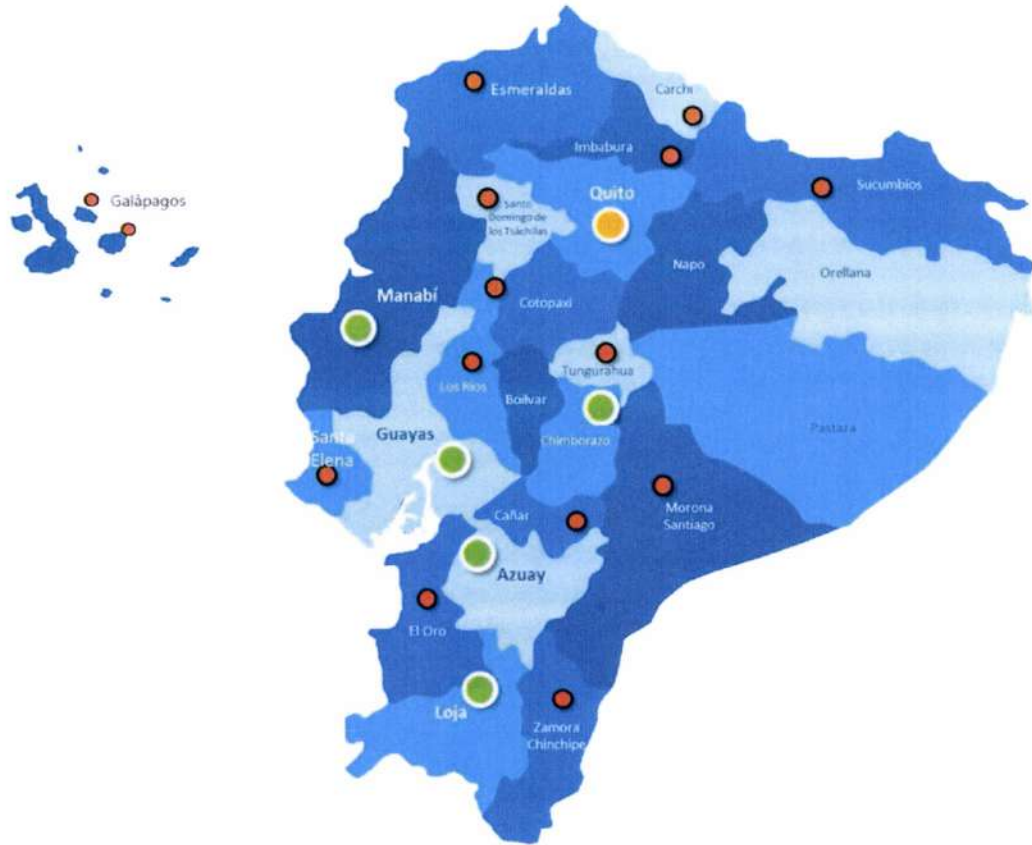 Esmeraldas
Carchi
Imbabura
Galápagos
Quito
Sucumbíos
Santo
Domingo de
los Tsáchilas
Napo
Orellana
Manabí
Cotopaxi
Tungurahua
Los Ríos
Boilvar
Pastaza
Guayas
Chimborazo
Santa
Elena
Morona
Santiago
Cañar
Azuay
El Oro
Loja
Zamora
Chinchipe